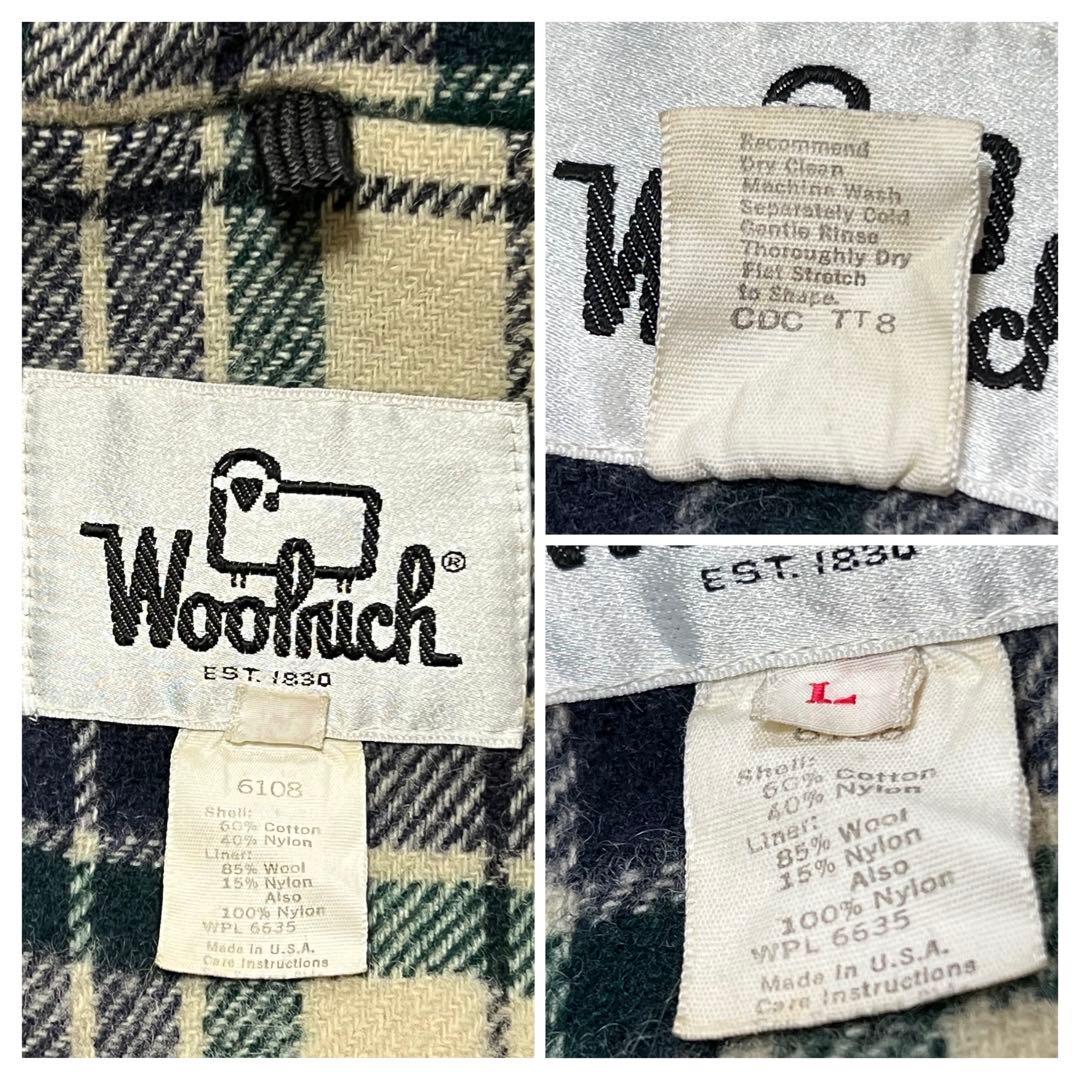 Woolrich®
EST. 1830
6108
Shell:
60% Cotton
40% Nylon
Liner:
85% Wool
15% Nylon
Also
100% Nylon
WPL 6635
Made In U.S.A.
Care Instructions
Recommend
Dry Clean
Machine Wash
Separately Cold
Gentle Rinse
Thoroughly Dry
Flat Stretch
to Shape.
CDC TT8
EST. 1830
L
Shell:
60% Cotton
40% Nylon
Liner:
85% Wool
15% Nylon
Also
100% Nylon
WPL 6635
Made In U.S.A.
Care Instructions